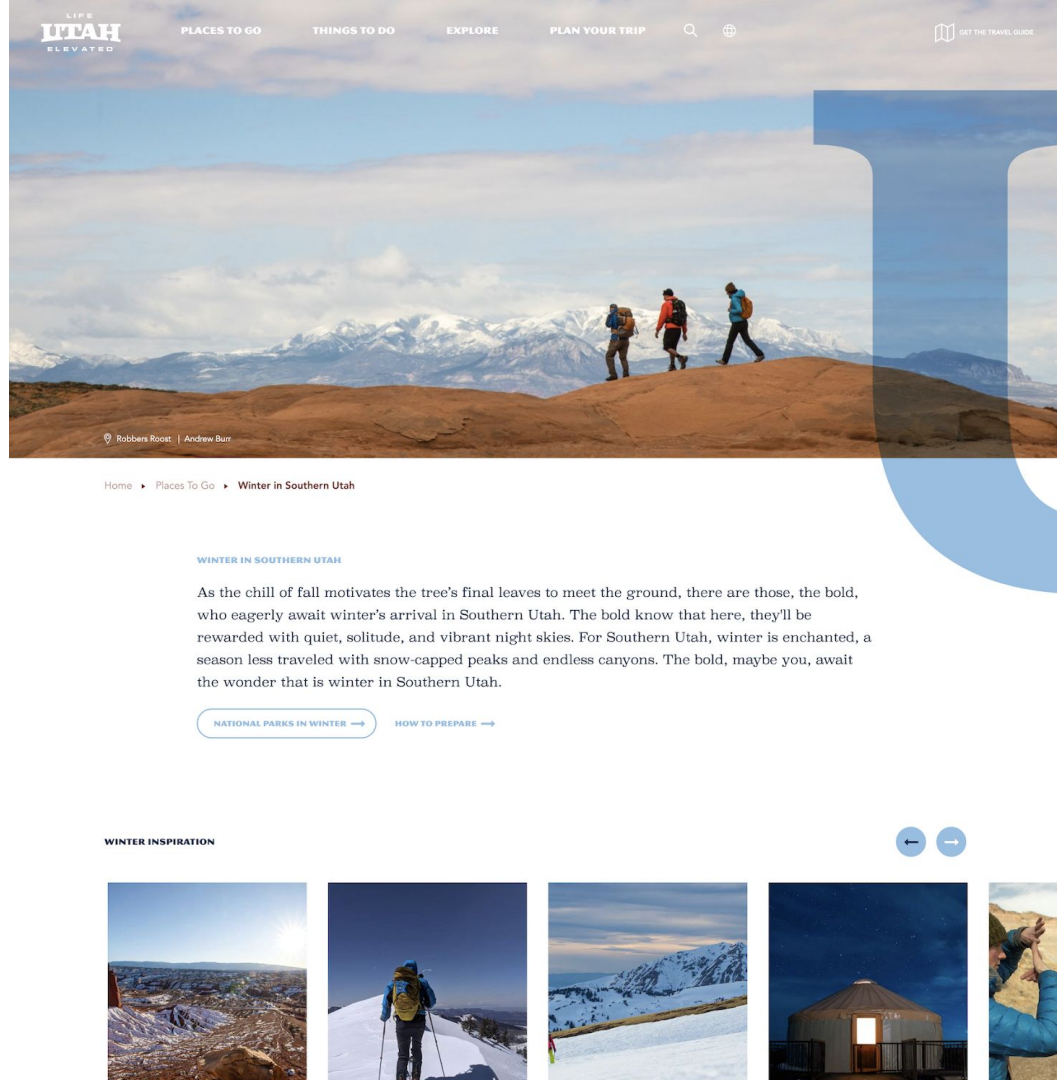 LIFE
UTAH
ELEVATED
PLACES TO GO
THINGS TO DO
EXPLORE
PLAN YOUR TRIP
GET THE TRAVEL GUIDE
U
Robbers Roost | Andrew Burr
Home ▸ Places To Go ▸ Winter in Southern Utah
WINTER IN SOUTHERN UTAH
As the chill of fall motivates the tree's final leaves to meet the ground, there are those, the bold,
who eagerly await winter's arrival in Southern Utah. The bold know that here, they'll be
rewarded with quiet, solitude, and vibrant night skies. For Southern Utah, winter is enchanted, a
season less traveled with snow-capped peaks and endless canyons. The bold, maybe you, await
the wonder that is winter in Southern Utah.
NATIONAL PARKS IN WINTER → HOW TO PREPARE →
WINTER INSPIRATION